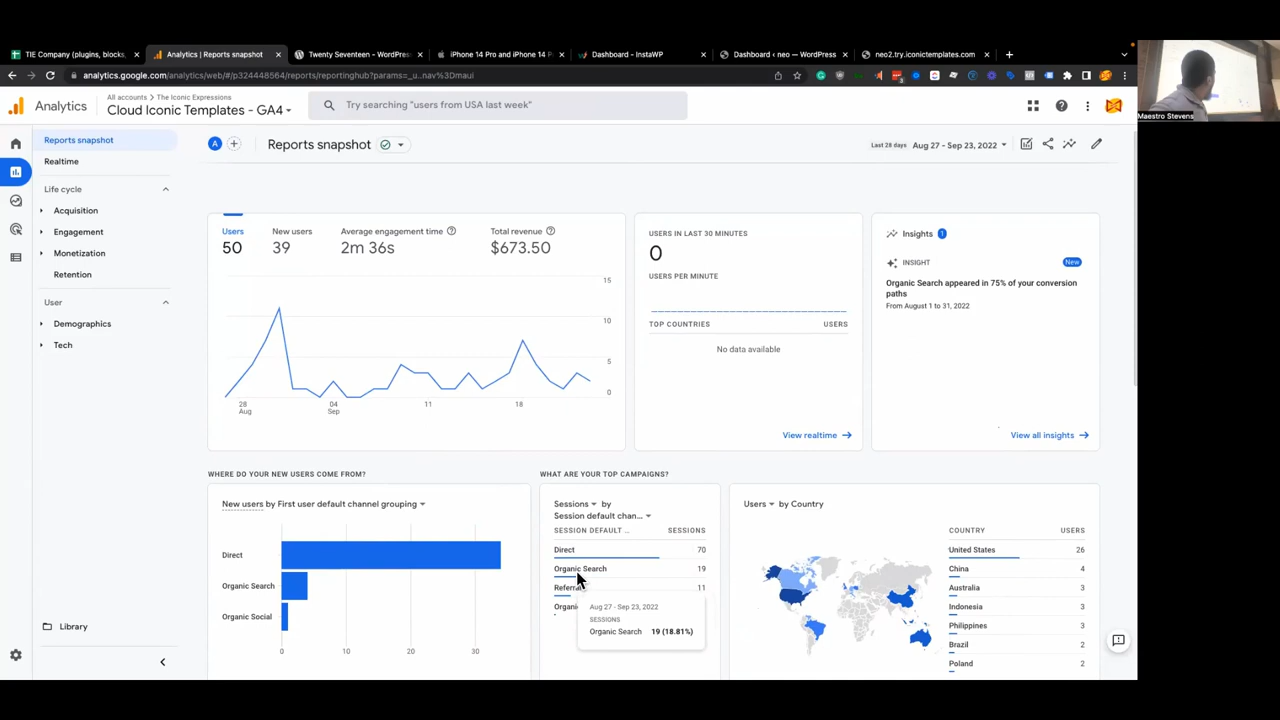 TIE Company (plugins, blocks,
Analytics | Reports snapshot
Twenty Seventeen – WordPress
iPhone 14 Pro and iPhone 14 P
Dashboard - InstaWP
Dashboard ‹ neo — WordPress
neo2.try.iconictemplates.com
analytics.google.com/analytics/web/#/p324448564/reports/reportinghub?params=_u..nav%3Dmaui
Analytics
All accounts > The Iconic Expressions
Cloud Iconic Templates - GA4
Try searching "users from USA last week"
Maestro Stevens
Reports snapshot
Realtime
Life cycle
Acquisition
Engagement
Monetization
Retention
User
Demographics
Tech
Library
A
Reports snapshot
Last 28 days
Aug 27 - Sep 23, 2022
Users
50
New users
39
Average engagement time
2m 36s
Total revenue
$673.50
15
10
5
0
28
Aug
04
Sep
11
18
USERS IN LAST 30 MINUTES
0
USERS PER MINUTE
TOP COUNTRIES
USERS
No data available
View realtime
Insights
1
INSIGHT
New
Organic Search appeared in 75% of your conversion
paths
From August 1 to 31, 2022
View all insights
WHERE DO YOUR NEW USERS COME FROM?
New users by First user default channel grouping
Direct
Organic Search
Organic Social
0
10
20
30
WHAT ARE YOUR TOP CAMPAIGNS?
Sessions by
Session default chan...
SESSION DEFAULT ...
SESSIONS
Direct
70
Organic Search
19
11
Aug 27 - Sep 23, 2022
SESSIONS
Organic Search 19 (18.81%)
Users by Country
COUNTRY
USERS
United States
26
China
4
Australia
3
Indonesia
3
Philippines
3
Brazil
2
Poland
2